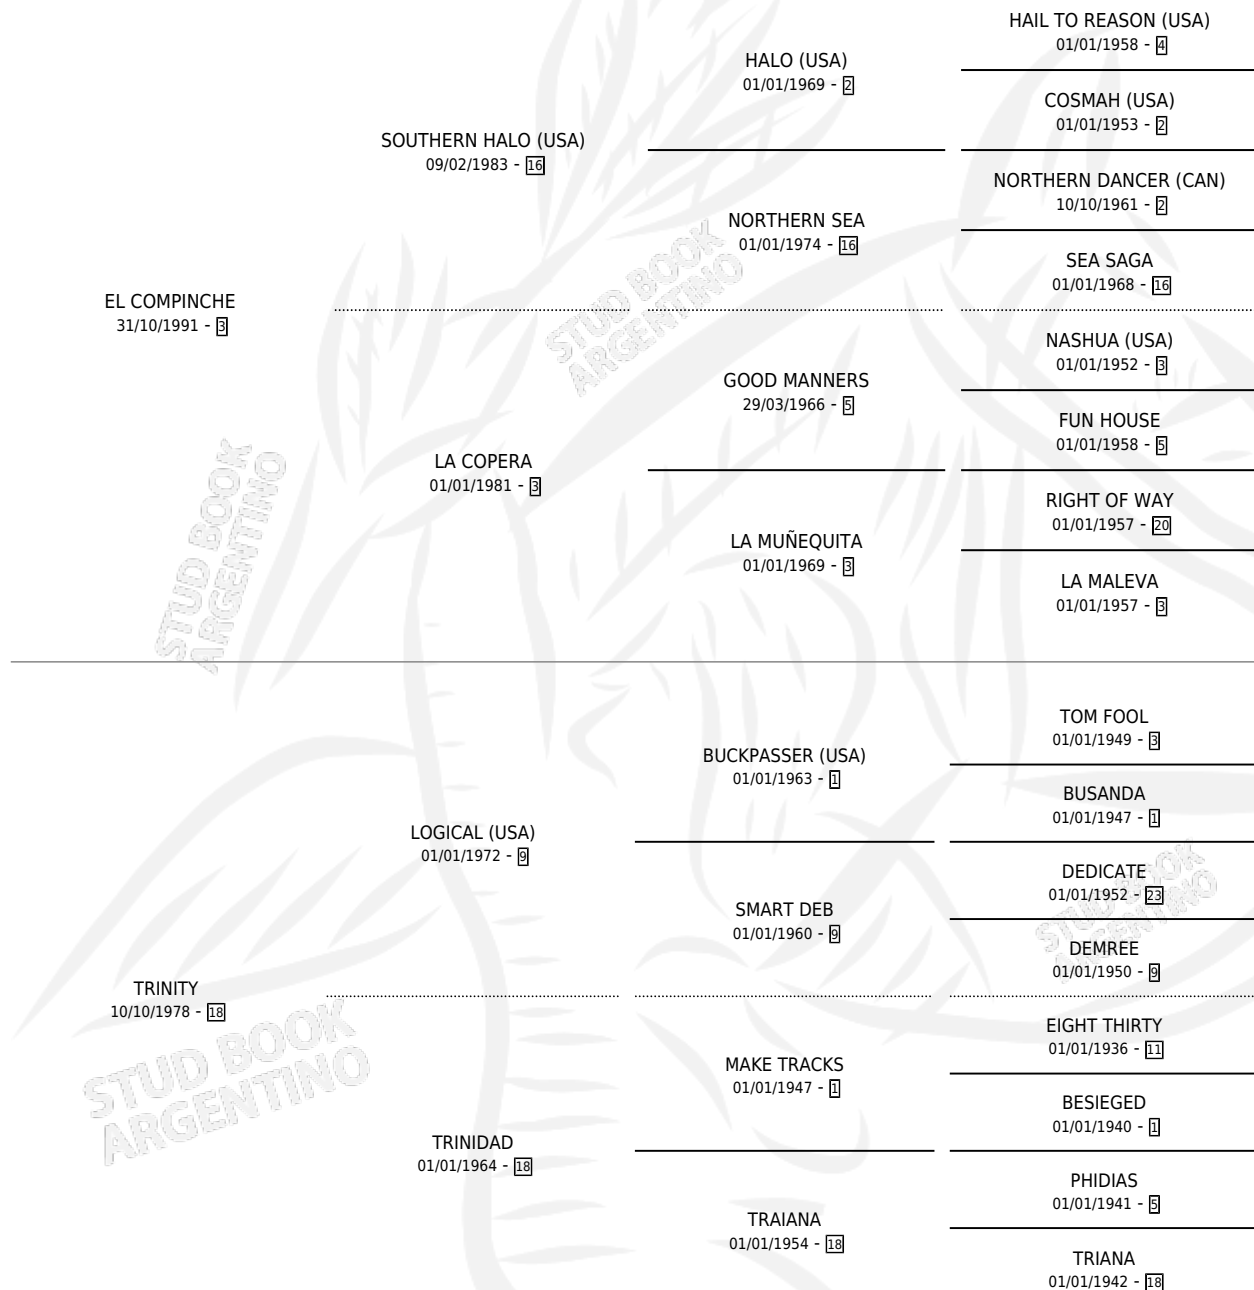 HAIL TO REASON (USA)
01/01/1958 - 4
HALO (USA)
01/01/1969 - 2
COSMAH (USA)
01/01/1953 - 2
SOUTHERN HALO (USA)
09/02/1983 - 16
NORTHERN DANCER (CAN)
10/10/1961 - 2
NORTHERN SEA
01/01/1974 - 16
SEA SAGA
01/01/1968 - 16
EL COMPINCHE
31/10/1991 - 3
STUD BOOK
ARGENTINO
NASHUA (USA)
01/01/1952 - 3
GOOD MANNERS
29/03/1966 - 5
FUN HOUSE
01/01/1958 - 5
LA COPERA
01/01/1981 - 3
RIGHT OF WAY
01/01/1957 - 20
LA MUÑEQUITA
01/01/1969 - 3
LA MALEVA
01/01/1957 - 3
STUD BOOK
ARGENTINO
TOM FOOL
01/01/1949 - 3
BUCKPASSER (USA)
01/01/1963 - 1
BUSANDA
01/01/1947 - 1
LOGICAL (USA)
01/01/1972 - 9
DEDICATE
01/01/1952 - 23
SMART DEB
01/01/1960 - 9
DEMREE
01/01/1950 - 9
STUD BOOK
ARGENTINO
TRINITY
10/10/1978 - 18
EIGHT THIRTY
01/01/1936 - 11
MAKE TRACKS
01/01/1947 - 1
BESIEGED
01/01/1940 - 1
STUD BOOK
ARGENTINO
TRINIDAD
01/01/1964 - 18
PHIDIAS
01/01/1941 - 5
TRAIANA
01/01/1954 - 18
TRIANA
01/01/1942 - 18